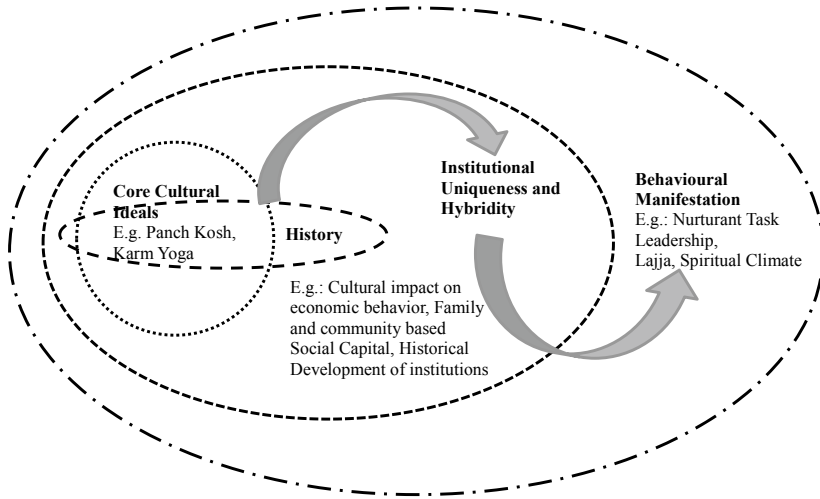 Core Cultural
Ideals
E.g. Panch Kosh,
Karm Yoga
History
E.g.: Cultural impact on
economic behavior, Family
and community based
Social Capital, Historical
Development of institutions
Institutional
Uniqueness and
Hybridity
Behavioural
Manifestation
E.g.: Nurturant Task
Leadership,
Lajja, Spiritual Climate